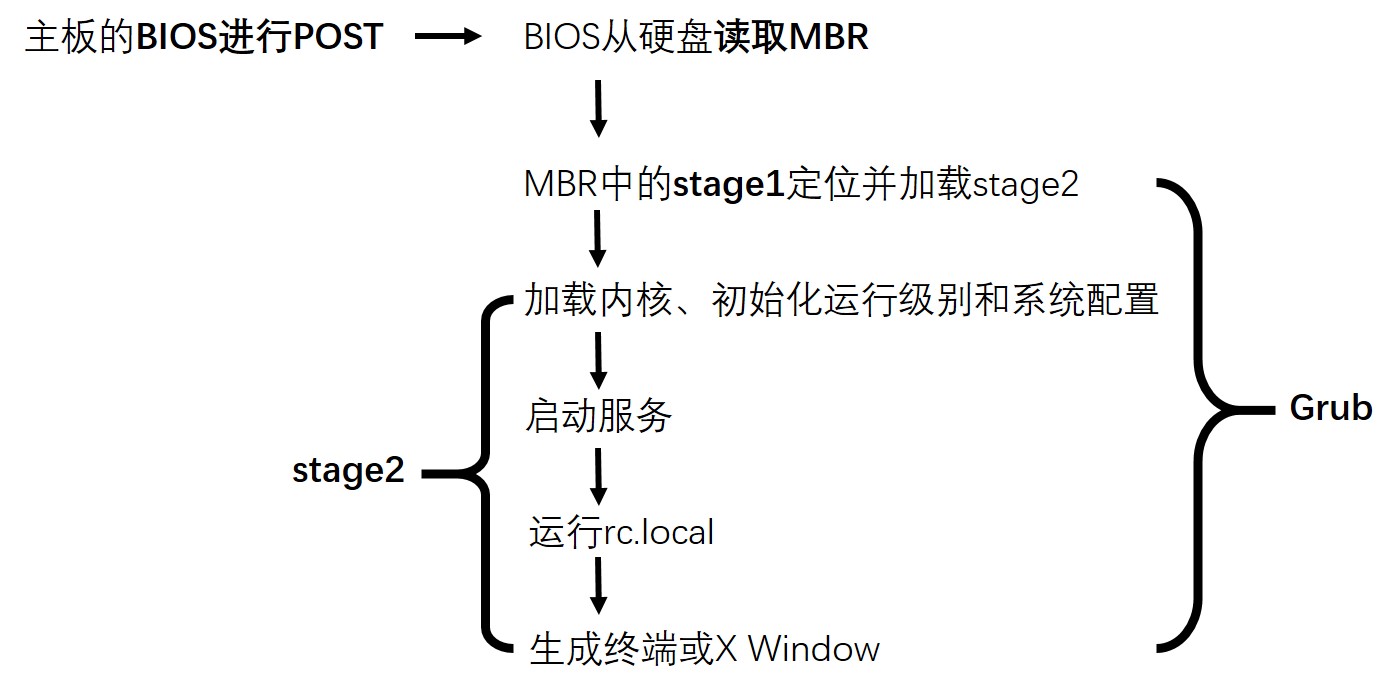 主板的BIOS进行POST
BIOS从硬盘读取MBR
MBR中的stage1定位并加载stage2
加载内核、初始化运行级别和系统配置
启动服务
Grub
stage2
运行rc.local
生成终端或X Window